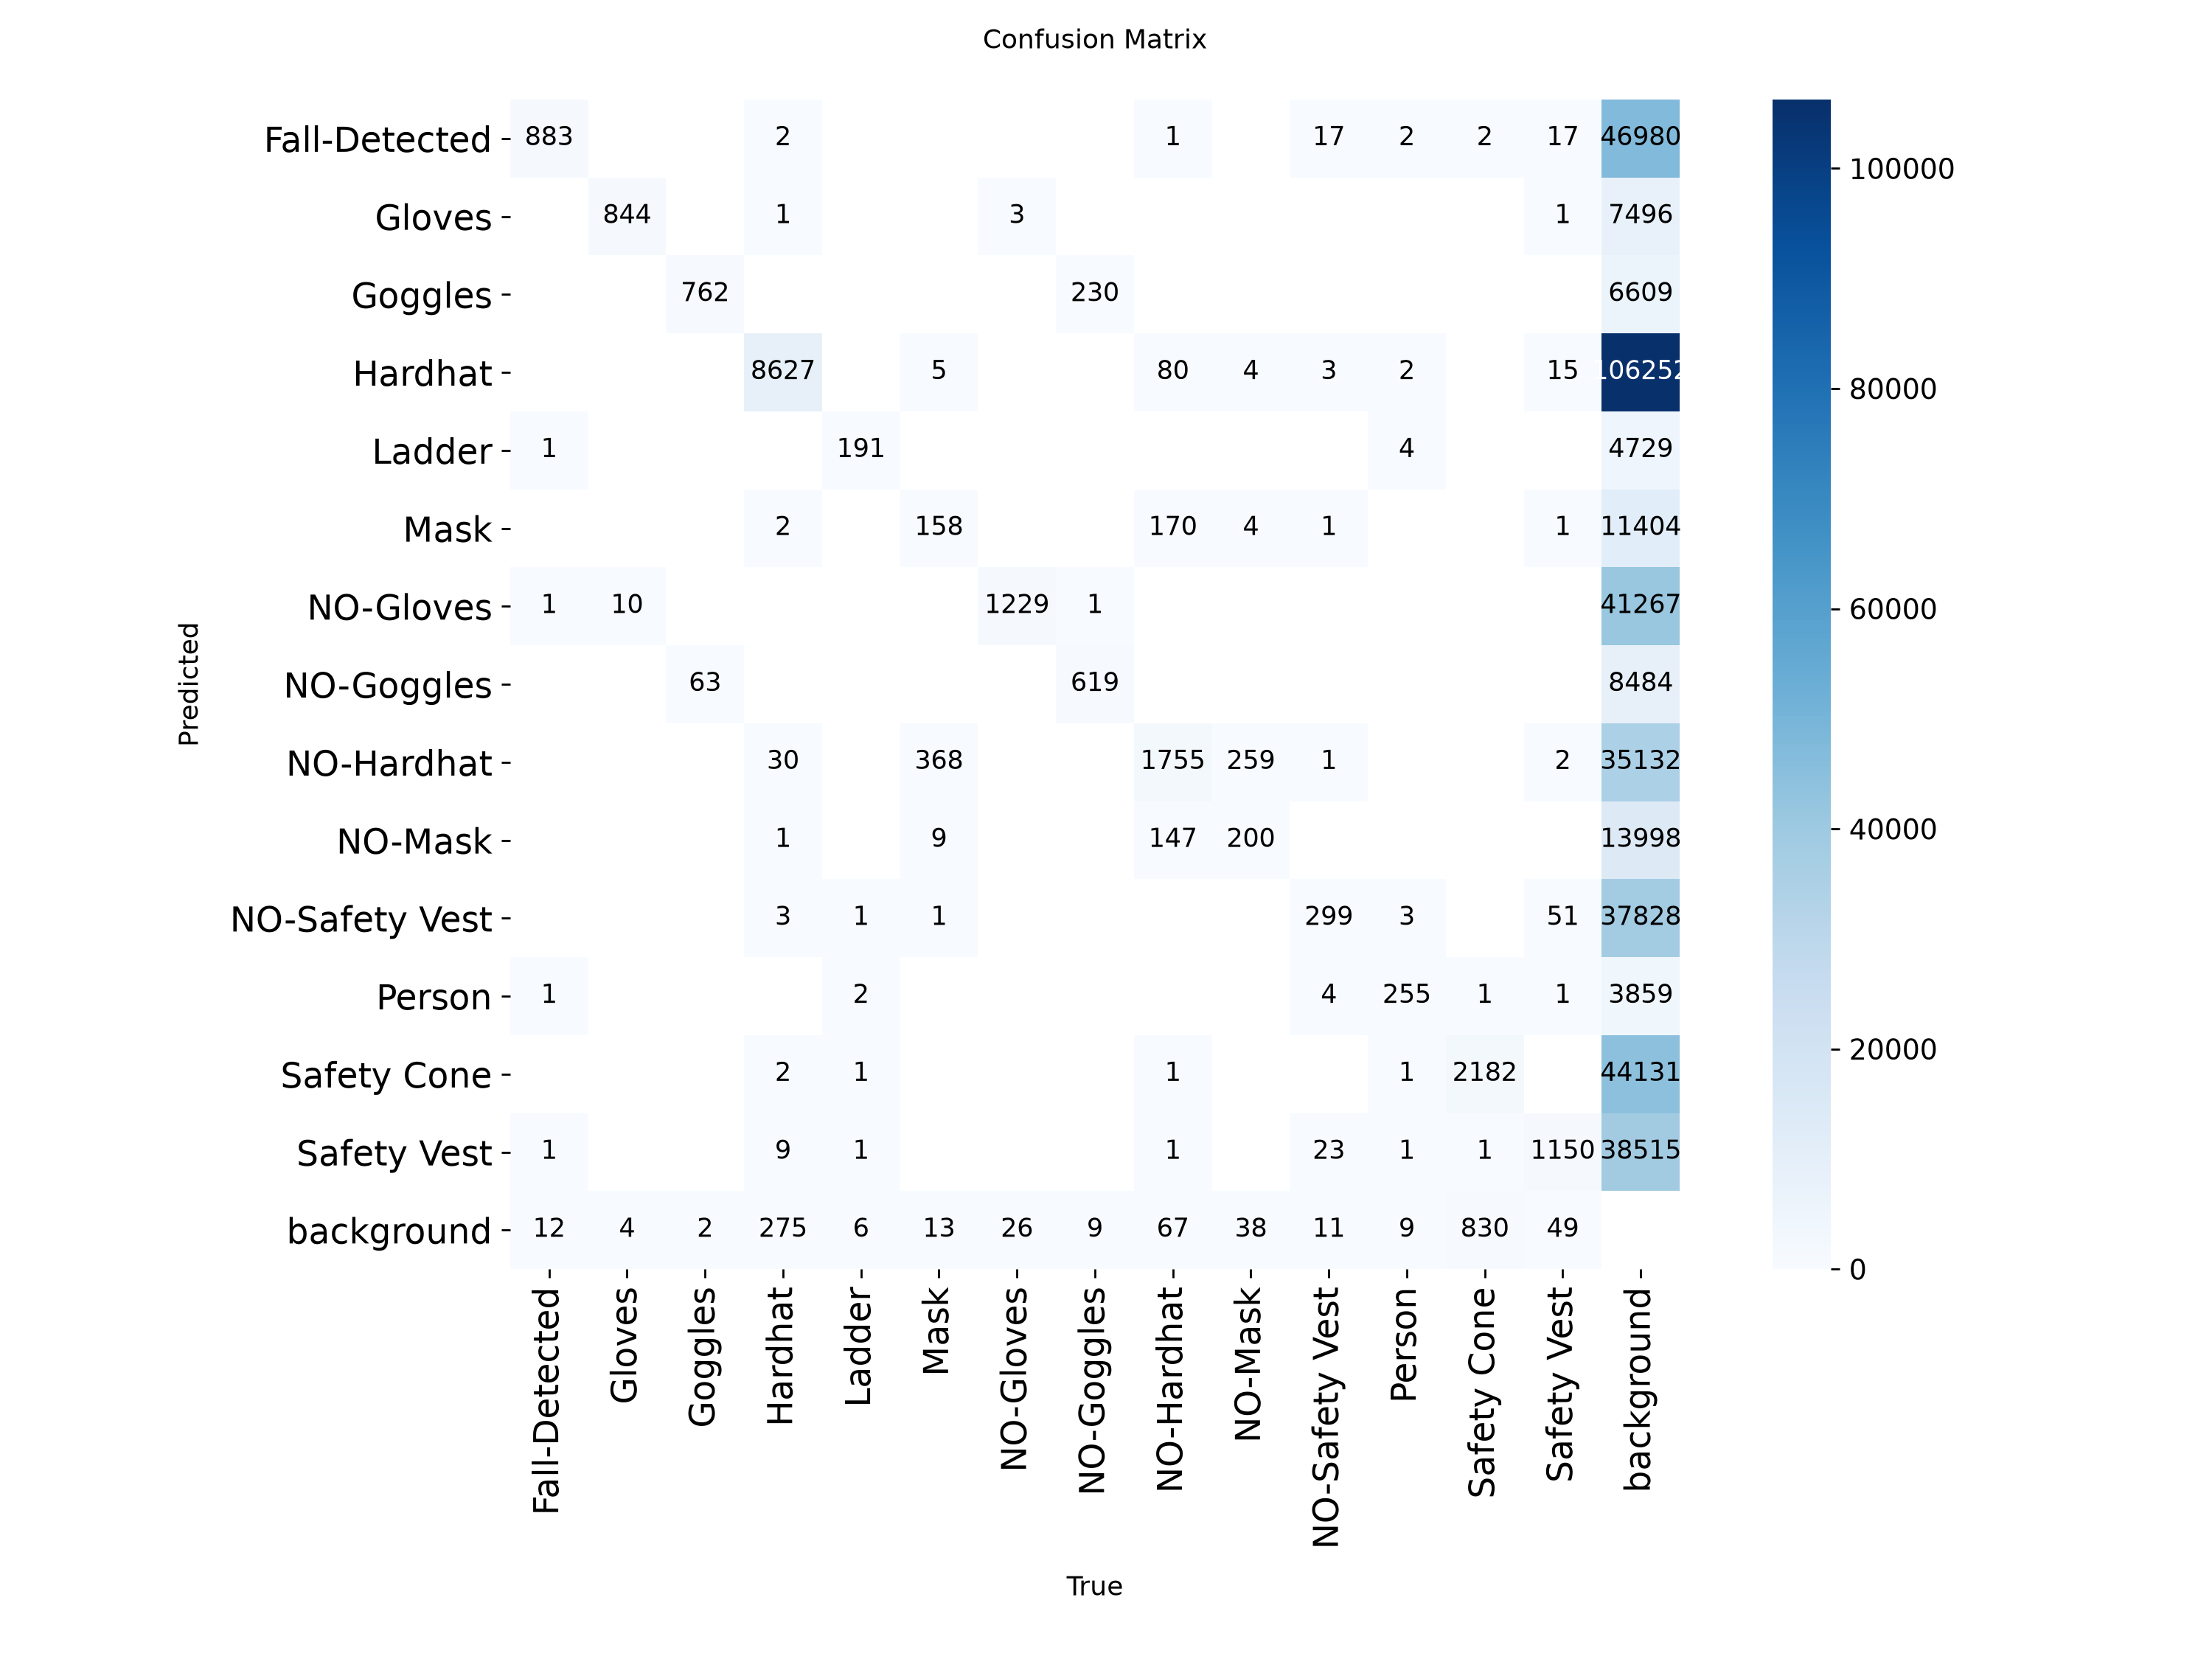 Confusion Matrix
Fall-Detected 883 2 1 17 2 2 17 46980
Gloves 844 1 3 1 7496
Goggles 762 230 6609
Hardhat 8627 5 80 4 3 2 15 106252
Ladder 1 191 4 4729
Mask 2 158 170 4 1 1 11404
NO-Gloves 1 10 1229 1 41267
NO-Goggles 63 619 8484
NO-Hardhat 30 368 1755 259 1 2 35132
NO-Mask 1 9 147 200 13998
NO-Safety Vest 3 1 1 299 3 51 37828
Person 1 2 4 255 1 1 3859
Safety Cone 2 1 1 1 2182 44131
Safety Vest 1 9 1 1 23 1 1 1150 38515
background 12 4 2 275 6 13 26 9 67 38 11 9 830 49
Predicted
Fall-Detected
Gloves
Goggles
Hardhat
Ladder
Mask
NO-Gloves
NO-Goggles
NO-Hardhat
NO-Mask
NO-Safety Vest
Person
Safety Cone
Safety Vest
background
True
100000
80000
60000
40000
20000
0